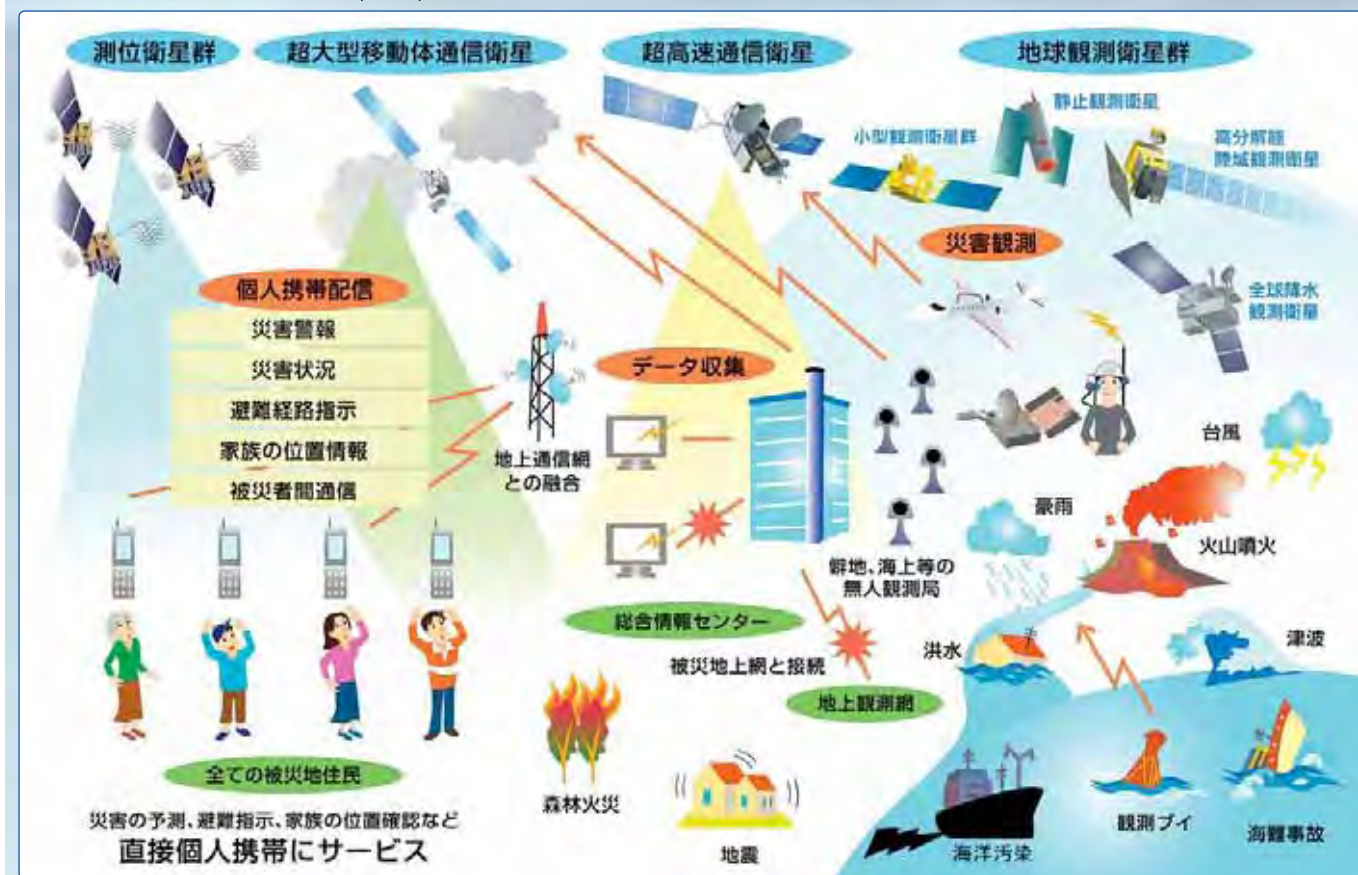 測位衛星群
超大型移動体通信衛星
超高速通信衛星
地球観測衛星群
静止観測衛星
小型観測衛星群
高分解能
陸域観測衛星
災害観測
全球降水
観測衛星
個人携帯配信
災害警報
災害状況
避難経路指示
家族の位置情報
被災者間通信
データ収集
地上通信網
との融合
台風
豪雨
火山噴火
僻地、海上等の
無人観測局
総合情報センター
被災地上網と接続
洪水
津波
地上観測網
全ての被災地住民
災害の予測、避難指示、家族の位置確認など
直接個人携帯にサービス
森林火災
地震
海洋汚染
観測ブイ
海難事故